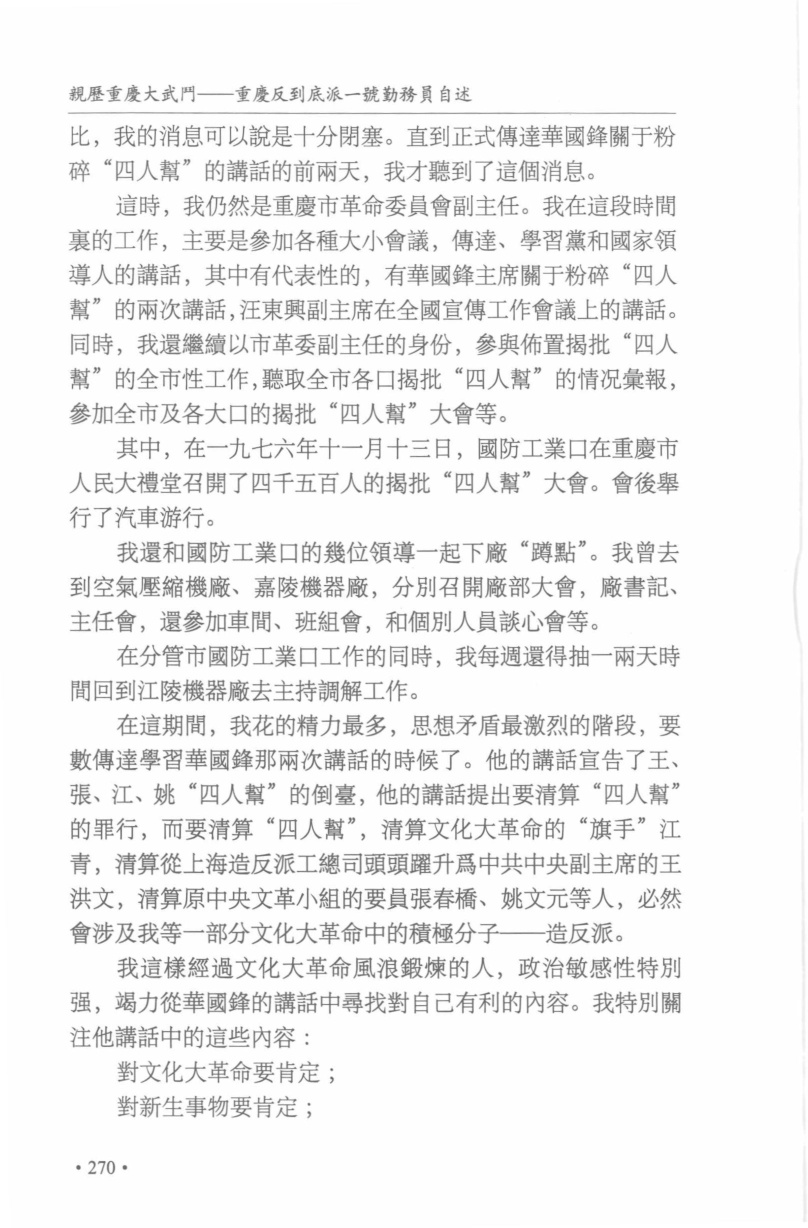 親歷重慶大武鬥——重慶反到底派一號勤務員自述
比，我的消息可以說是十分閉塞。直到正式傳達華國鋒關于粉
碎“四人幫”的講話的前兩天，我才聽到了這個消息。
這時，我仍然是重慶市革命委員會副主任。我在這段時間
裏的工作，主要是參加各種大小會議，傳達、學習黨和國家領
導人的講話，其中有代表性的，有華國鋒主席關于粉碎“四人
幫”的兩次講話，汪東興副主席在全國宣傳工作會議上的講話。
同時，我還繼續以市革委副主任的身份，參與佈置揭批“四人
幫”的全市性工作，聽取全市各口揭批“四人幫”的情况彙報，
參加全市及各大口的揭批“四人幫”大會等。
其中，在一九七六年十一月十三日，國防工業口在重慶市
人民大禮堂召開了四千五百人的揭批“四人幫”大會。會後舉
行了汽車游行。
我還和國防工業口的幾位領導一起下廠“蹲點”。我曾去
到空氣壓縮機廠、嘉陵機器廠，分別召開廠部大會，廠書記、
主任會，還參加車間、班組會，和個別人員談心會等。
在分管市國防工業口工作的同時，我每週還得抽一兩天時
間回到江陵機器廠去主持調解工作。
在這期間，我花的精力最多，思想矛盾最激烈的階段，要
數傳達學習華國鋒那兩次講話的時候了。他的講話宣告了王、
張、江、姚“四人幫”的倒臺，他的講話提出要清算“四人幫”
的罪行，而要清算“四人幫”，清算文化大革命的“旗手”江
青，清算從上海造反派工總司頭頭躍升爲中共中央副主席的王
洪文，清算原中央文革小組的要員張春橋、姚文元等人，必然
會涉及我等一部分文化大革命中的積極分子——造反派。
我這樣經過文化大革命風浪鍛煉的人，政治敏感性特別
强，竭力從華國鋒的講話中尋找對自己有利的內容。我特別關
注他講話中的這些內容：
對文化大革命要肯定；
對新生事物要肯定；
·270·